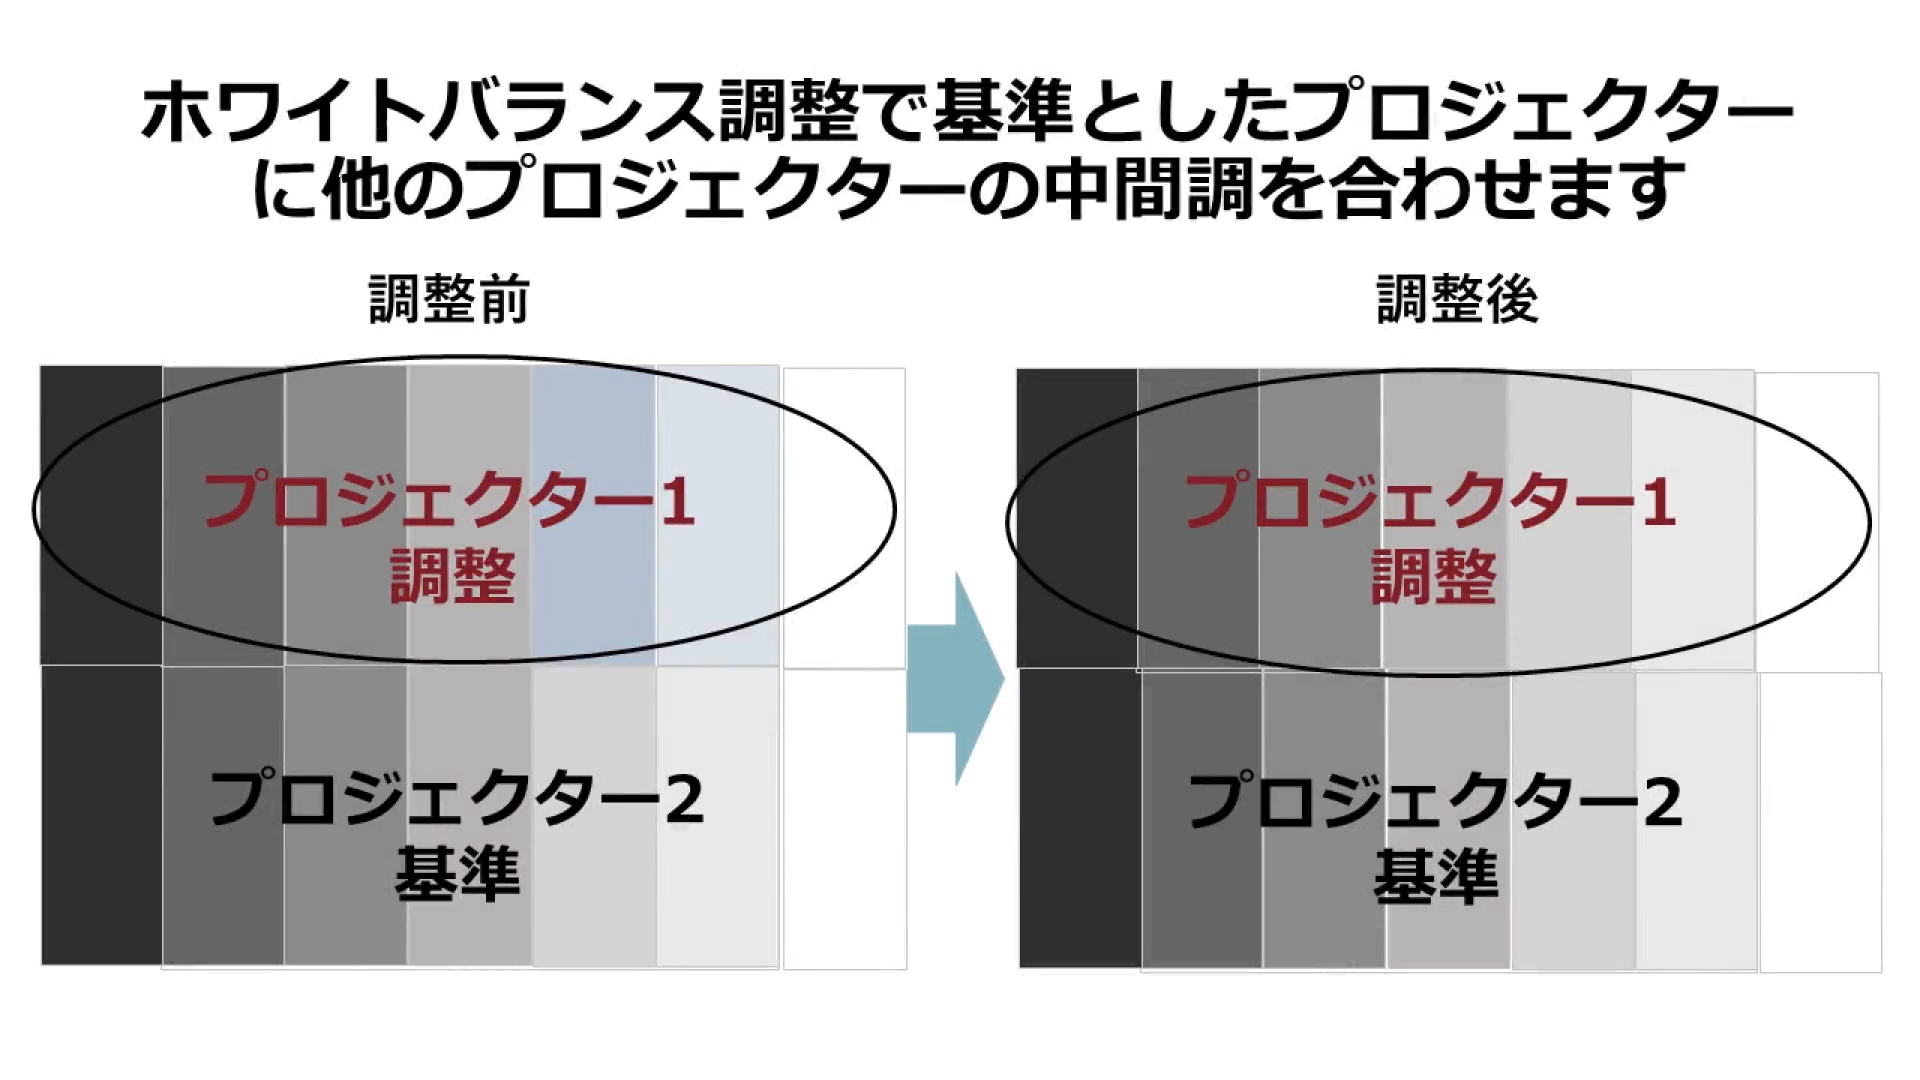 ホワイトバランス調整で基準としたプロジェクター
に他のプロジェクターの中間調を合わせます
調整前
調整後
プロジェクター1
調整
プロジェクター1
調整
プロジェクター2
基準
プロジェクター2
基準